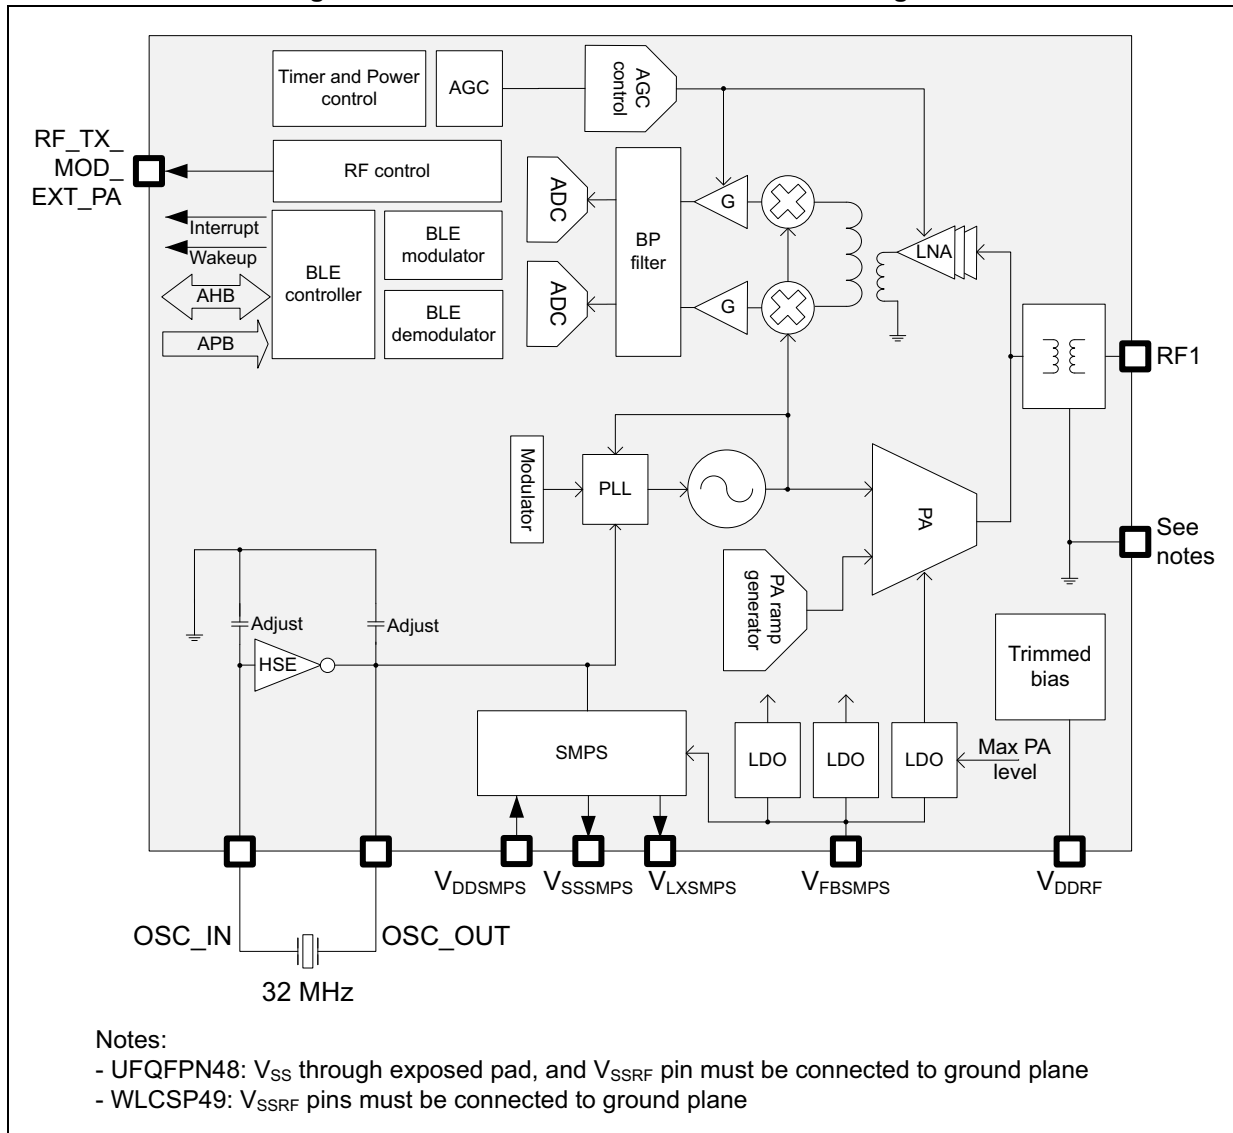 Timer and Power
control
AGC
AGC
control
RF_TX_
MOD_
EXT_PA
RF control
ADC
BP
filter
G
LNA
Interrupt
Wakeup
AHB
APB
BLE
controller
BLE
modulator
BLE
demodulator
ADC
G
RF1
Modulator
PLL
PA
See
notes
PA ramp
generator
Adjust
Adjust
HSE
Trimmed
bias
SMPS
LDO
LDO
LDO
Max PA
level
VDDSMPS
VSSSMPS
VLXSMPS
VFBSMPS
VDDRF
OSC_IN
OSC_OUT
32 MHz
Notes:
- UFQFPN48: VSS through exposed pad, and VSSRF pin must be connected to ground plane
- WLCSP49: VSSRF pins must be connected to ground plane